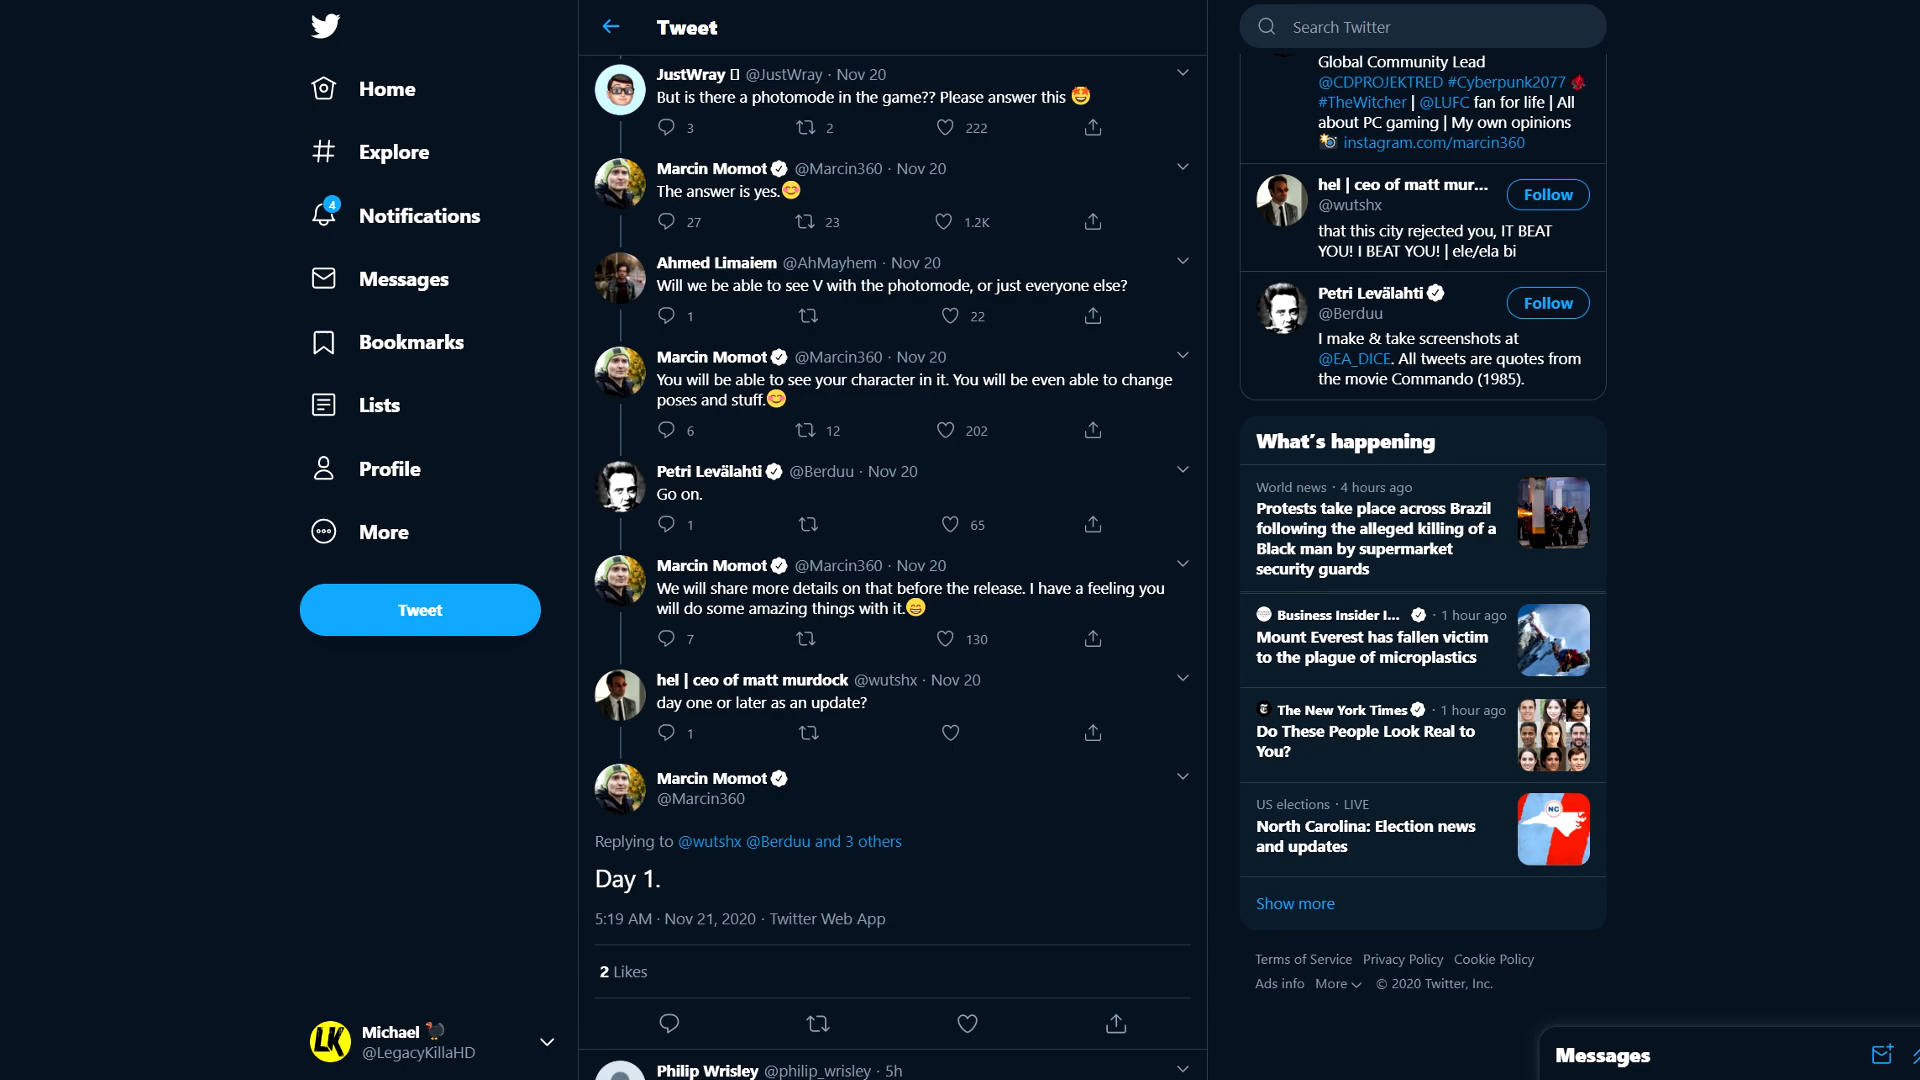 Home
Explore
4
Notifications
Messages
Bookmarks
Lists
Profile
More
Tweet
LK
Michael
@LegacyKillaHD
Tweet
JustWray ▯ @JustWray · Nov 20
But is there a photomode in the game?? Please answer this 🤩
3 2 222
Marcin Momot @Marcin360 · Nov 20
The answer is yes.😊
27 23 1.2K
Ahmed Limaiem @AhMayhem · Nov 20
Will we be able to see V with the photomode, or just everyone else?
1 22
Marcin Momot @Marcin360 · Nov 20
You will be able to see your character in it. You will be even able to change
poses and stuff.😊
6 12 202
Petri Levälahti @Berduu · Nov 20
Go on.
1 65
Marcin Momot @Marcin360 · Nov 20
We will share more details on that before the release. I have a feeling you
will do some amazing things with it.😁
7 130
hel | ceo of matt murdock @wutshx · Nov 20
day one or later as an update?
1
Marcin Momot
@Marcin360
Replying to @wutshx @Berduu and 3 others
Day 1.
5:19 AM · Nov 21, 2020 · Twitter Web App
2 Likes
Philip Wrisley @philip_wrisley · 5h
Search Twitter
Global Community Lead
@CDPROJEKTRED #Cyberpunk2077
#TheWitcher | @LUFC fan for life | All
about PC gaming | My own opinions
📸 instagram.com/marcin360
hel | ceo of matt mur...
Follow
@wutshx
that this city rejected you, IT BEAT
YOU! I BEAT YOU! | ele/ela bi
Petri Levälahti
Follow
@Berduu
I make & take screenshots at
@EA_DICE. All tweets are quotes from
the movie Commando (1985).
What's happening
World news · 4 hours ago
Protests take place across Brazil
following the alleged killing of a
Black man by supermarket
security guards
Business Insider I... · 1 hour ago
Mount Everest has fallen victim
to the plague of microplastics
The New York Times · 1 hour ago
Do These People Look Real to
You?
US elections · LIVE
North Carolina: Election news
and updates
NC
Show more
Terms of Service Privacy Policy Cookie Policy
Ads info More © 2020 Twitter, Inc.
Messages